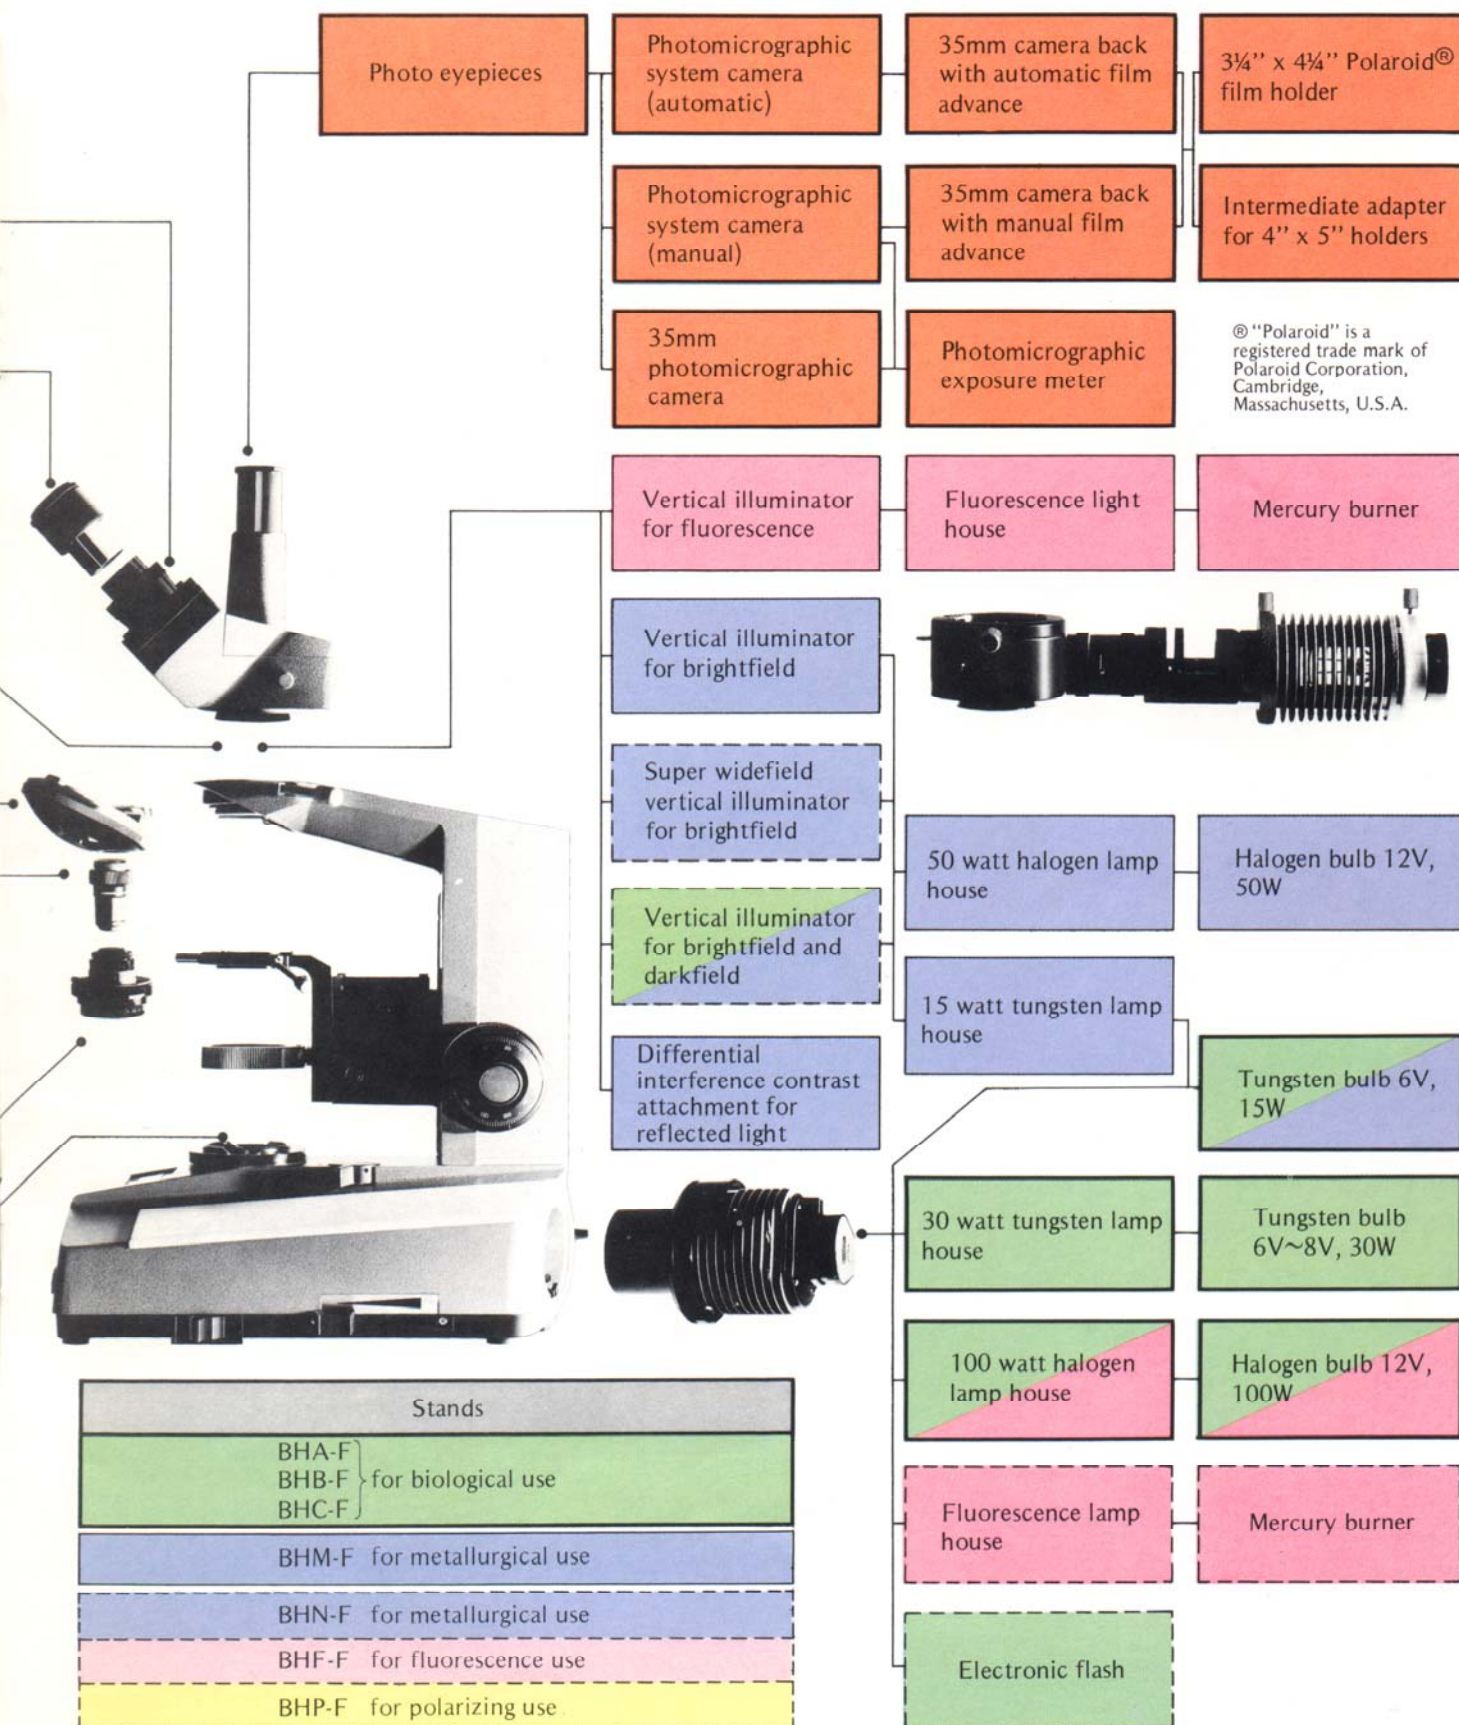 Photo eyepieces
Photomicrographic
system camera
(automatic)
35mm camera back
with automatic film
advance
3¼’’ x 4¼’’ Polaroid®
film holder
Photomicrographic
system camera
(manual)
35mm camera back
with manual film
advance
Intermediate adapter
for 4’’ x 5’’ holders
35mm
photomicrographic
camera
Photomicrographic
exposure meter
® “Polaroid” is a
registered trade mark of
Polaroid Corporation,
Cambridge,
Massachusetts, U.S.A.
Vertical illuminator
for fluorescence
Fluorescence light
house
Mercury burner
Vertical illuminator
for brightfield
Super widefield
vertical illuminator
for brightfield
50 watt halogen lamp
house
Halogen bulb 12V,
50W
Vertical illuminator
for brightfield and
darkfield
15 watt tungsten lamp
house
Differential
interference contrast
attachment for
reflected light
Tungsten bulb 6V,
15W
30 watt tungsten lamp
house
Tungsten bulb
6V~8V, 30W
100 watt halogen
lamp house
Halogen bulb 12V,
100W
Fluorescence lamp
house
Mercury burner
Electronic flash
Stands
BHA-F
BHB-F for biological use
BHC-F
BHM-F for metallurgical use
BHN-F for metallurgical use
BHF-F for fluorescence use
BHP-F for polarizing use